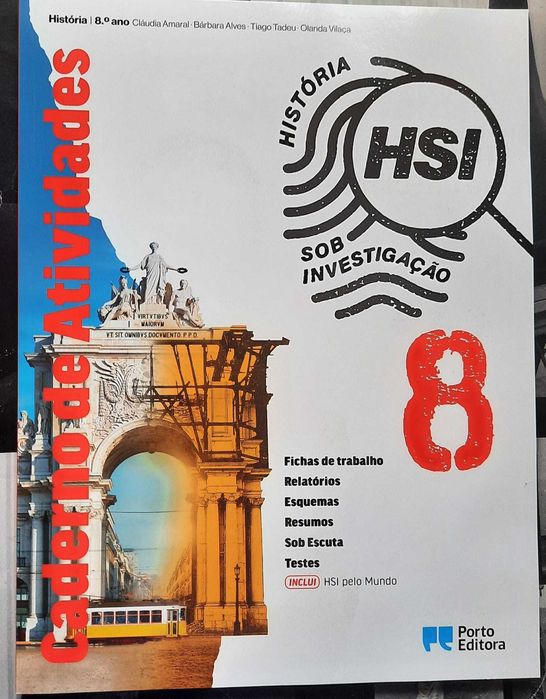 História | 8.º ano Cláudia Amaral · Bárbara Alves · Tiago Tadeu · Olanda Vilaça
Caderno de Atividades
HISTÓRIA
HSI
SOB
INVESTIGAÇÃO
8
VIRTVTIBVS
MAIORVM
VT SIT OMNIBVS DOCVMENTO. P. P. D.
Fichas de trabalho
Relatórios
Esquemas
Resumos
Sob Escuta
Testes
INCLUI HSI pelo Mundo
Porto
Editora